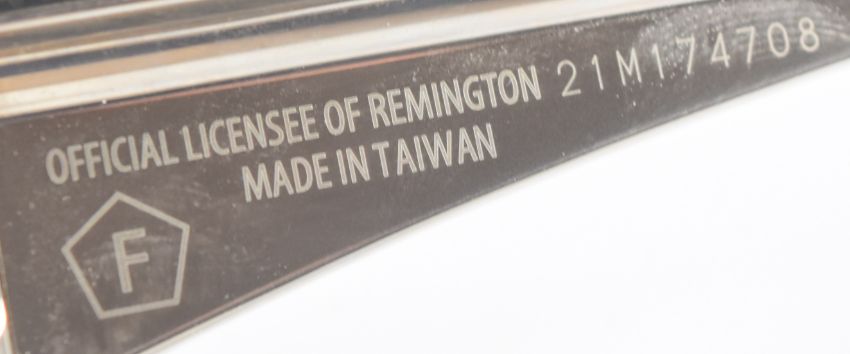 OFFICIAL LICENSEE OF REMINGTON 21M174708
MADE IN TAIWAN
F